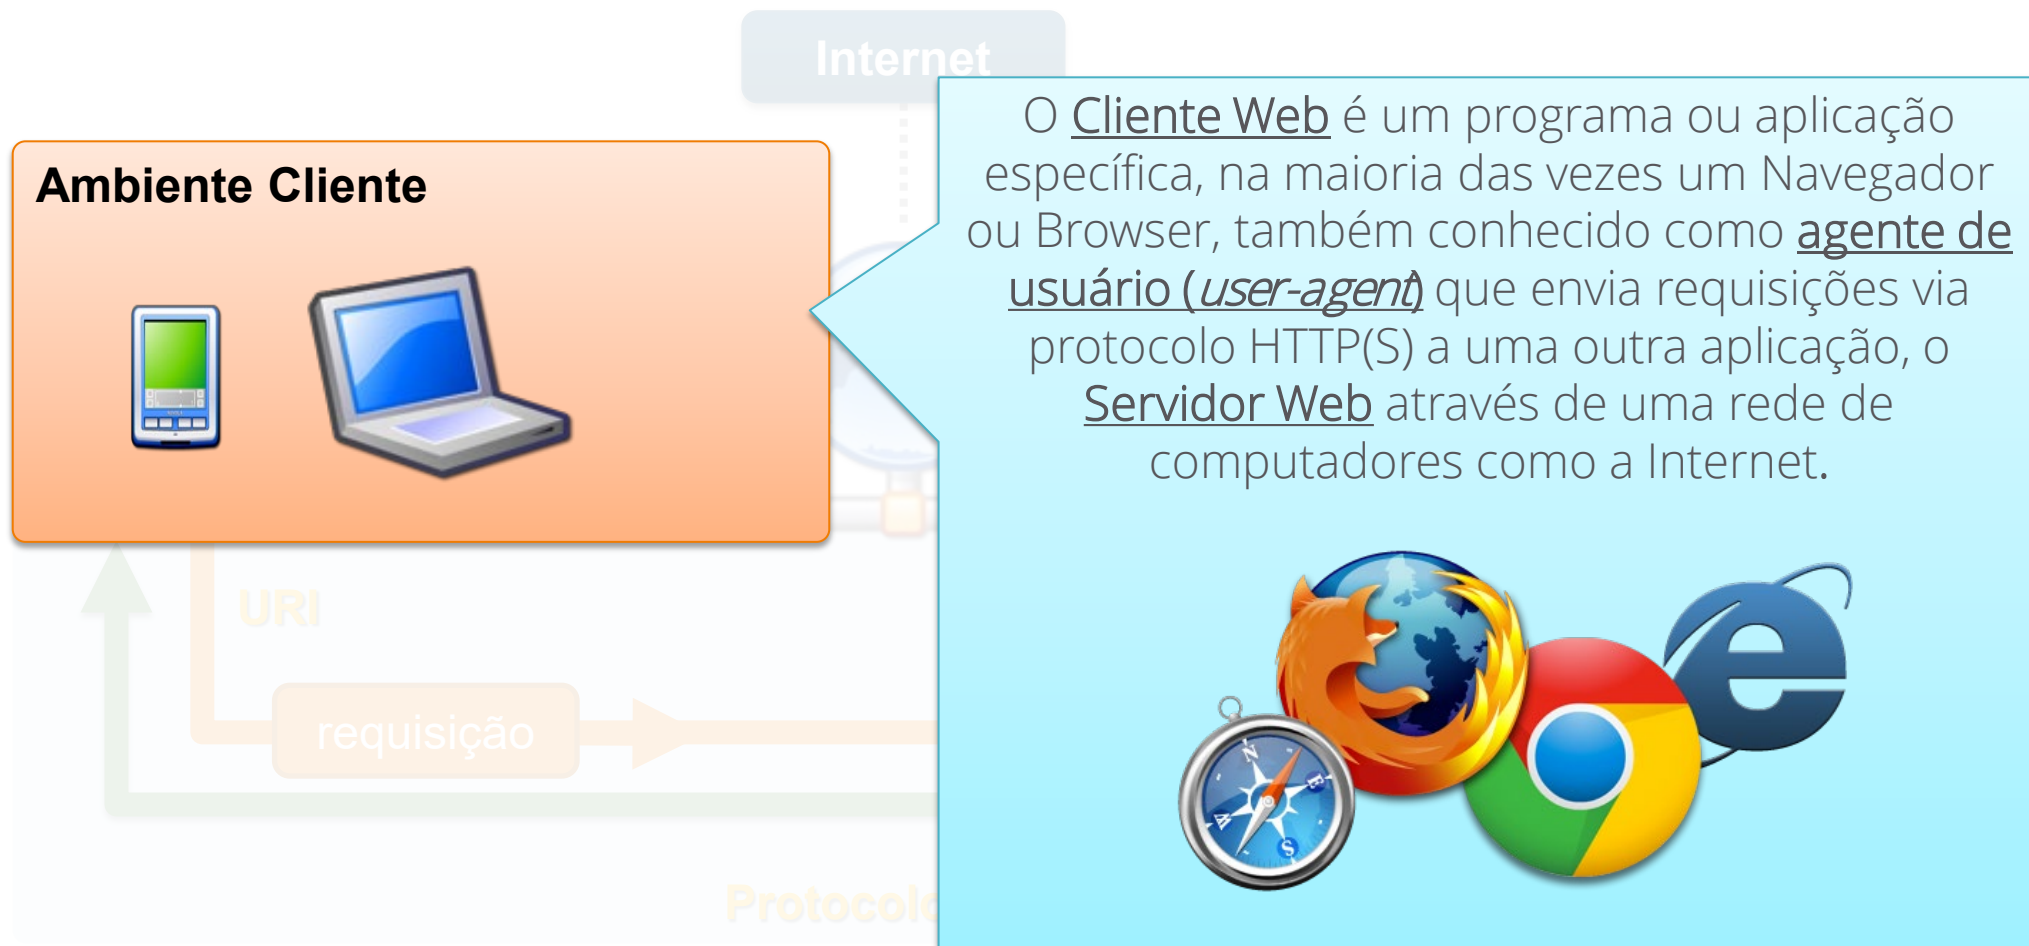 Internet
Ambiente Cliente
O Cliente Web é um programa ou aplicação
específica, na maioria das vezes um Navegador
ou Browser, também conhecido como agente de
usuário (user-agent) que envia requisições via
protocolo HTTP(S) a uma outra aplicação, o
Servidor Web através de uma rede de
computadores como a Internet.
URI
requisição
N
E
W
S
e